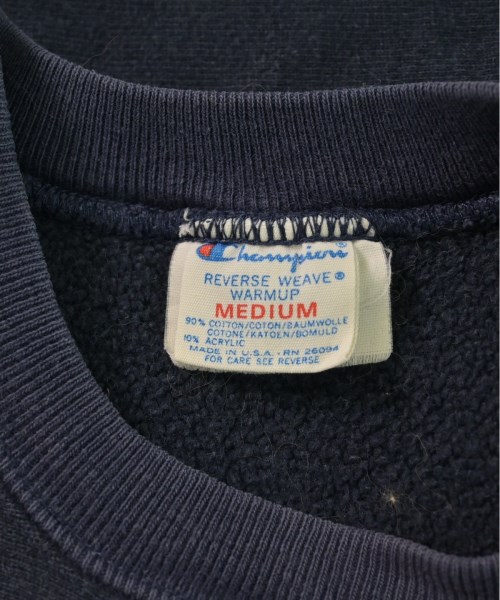 Champion
REVERSE WEAVE®
WARMUP
MEDIUM
90% COTTON/COTON/BAUMWOLLE
COTONE/KATOEN/BOMULD
10% ACRYLIC
MADE IN U.S.A. · RN 26094
FOR CARE SEE REVERSE